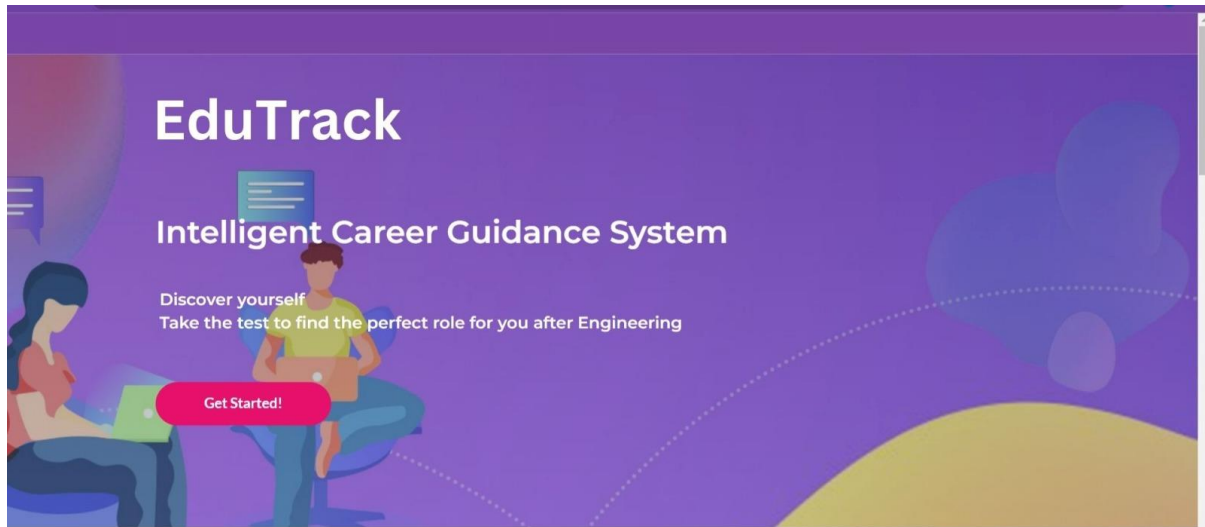 EduTrack
Intelligent Career Guidance System
Discover yourself
Take the test to find the perfect role for you after Engineering
Get Started!